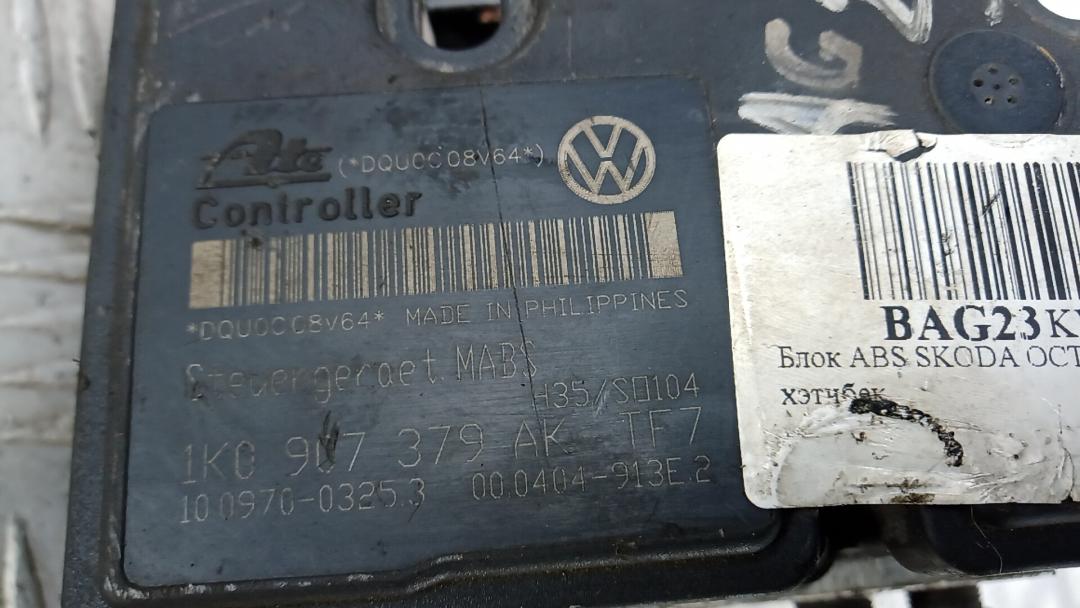 Ate (*DQU0C08V64*)
Controller
*DQU0C08V64* MADE IN PHILIPPINES
Steuergeraet MABS
H35/S0104
1K0 907 379 AK TF7
10.0970-0325.3 00.0404-913E.2
BAG23K
Блок ABS SKODA OCT
хэтчбек